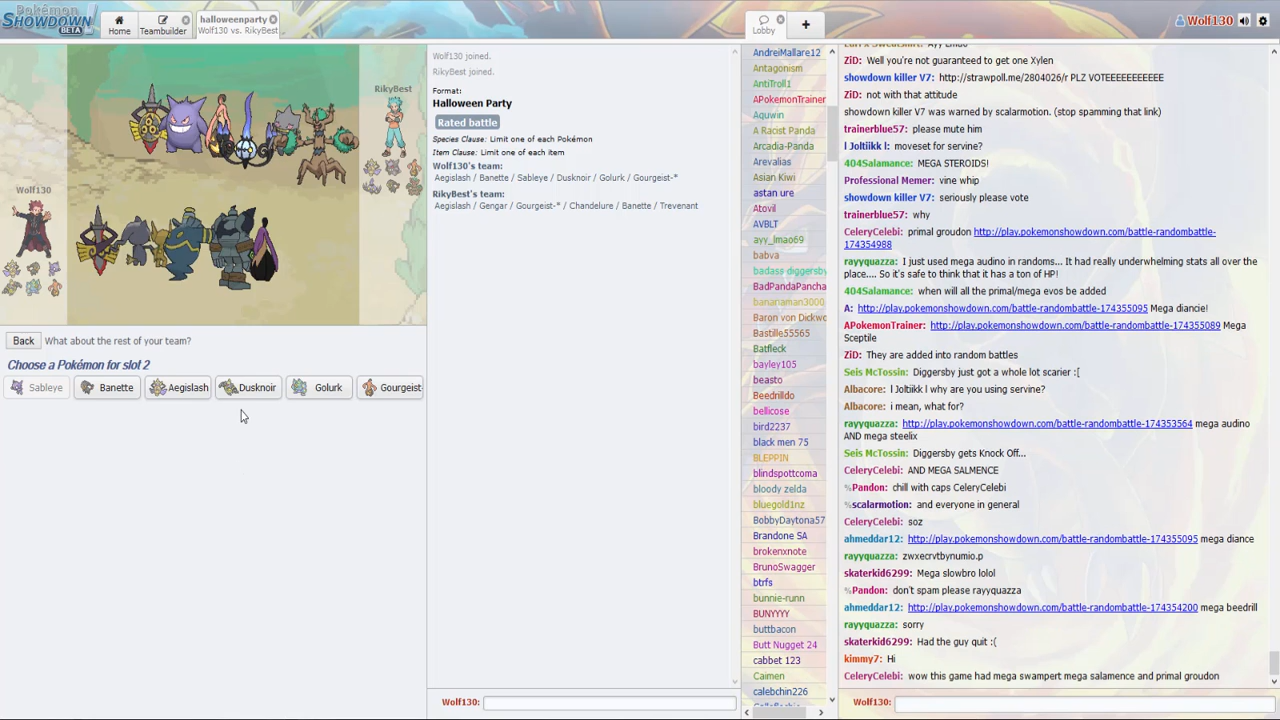 Pokémon
SHOWDOWN!
BETA
Home
Teambuilder
halloweenparty
Wolf130 vs. RikyBest
Lobby
Wolf130
RikyBest
Wolf130
Back
What about the rest of your team?
Choose a Pokémon for slot 2
Sableye
Banette
Aegislash
Dusknoir
Golurk
Gourgeist
Wolf130 joined.
RikyBest joined.
Format:
Halloween Party
Rated battle
Species Clause: Limit one of each Pokémon
Item Clause: Limit one of each item
Wolf130's team:
Aegislash / Banette / Sableye / Dusknoir / Golurk / Gourgeist-*
RikyBest's team:
Aegislash / Gengar / Gourgeist-* / Chandelure / Banette / Trevenant
Wolf130:
AndreiMallare12
Antagonism
AntiTroll1
APokemonTrainer
Aquwin
A Racist Panda
Arcadia-Panda
Arevalias
Asian Kiwi
astan ure
Atovil
AVBLT
ayy_lmao69
babva
badass diggersby
BadPandaPancha
bananaman3000
Baron von Dickwo
Bastille55565
Batfleck
bayley105
beasto
Beedrilldo
bellicose
bird2237
black men 75
BLEPPIN
blindspottcoma
bloody zelda
bluegold1nz
BobbyDaytona57
Brandone SA
brokenxnote
BrunoSwagger
btrfs
bunnie-runn
BUNYYYY
buttbacon
Butt Nugget 24
cabbet 123
Caimen
calebchin226
ZiD: Well you're not guaranteed to get one Xylen
showdown killer V7: http://strawpoll.me/2804026/r PLZ VOTEEEEEEEEEEE
ZiD: not with that attitude
showdown killer V7 was warned by scalarmotion. (stop spamming that link)
trainerblue57: please mute him
l Joltiikk l: moveset for servine?
404Salamance: MEGA STEROIDS!
Professional Memer: vine whip
showdown killer V7: seriously please vote
trainerblue57: why
CeleryCelebi: primal groudon http://play.pokemonshowdown.com/battle-randombattle-
174354988
rayyquazza: I just used mega audino in randoms... It had really underwhelming stats all over the
place.... So it's safe to think that it has a ton of HP!
404Salamance: when will all the primal/mega evos be added
A: http://play.pokemonshowdown.com/battle-randombattle-174355095 Mega diancie!
APokemonTrainer: http://play.pokemonshowdown.com/battle-randombattle-174355089 Mega
Sceptile
ZiD: They are added into random battles
Seis McTossin: Diggersby just got a whole lot scarier :[
Albacore: l Joltiikk l why are you using servine?
Albacore: i mean, what for?
rayyquazza: http://play.pokemonshowdown.com/battle-randombattle-174353564 mega audino
AND mega steelix
Seis McTossin: Diggersby gets Knock Off...
CeleryCelebi: AND MEGA SALMENCE
%Pandon: chill with caps CeleryCelebi
%scalarmotion: and everyone in general
CeleryCelebi: soz
ahmeddar12: http://play.pokemonshowdown.com/battle-randombattle-174355095 mega diance
rayyquazza: zwxecrvtbynumio.p
skaterkid6299: Mega slowbro lolol
%Pandon: don't spam please rayyquazza
ahmeddar12: http://play.pokemonshowdown.com/battle-randombattle-174354200 mega beedrill
rayyquazza: sorry
skaterkid6299: Had the guy quit :(
kimmy7: Hi
CeleryCelebi: wow this game had mega swampert mega salamence and primal groudon
Wolf130: